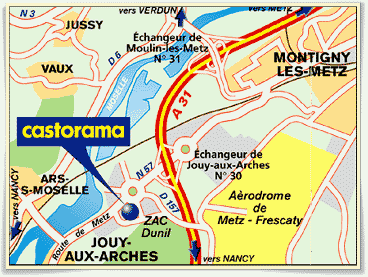 N 3
vers VERDUN
vers METZ
JUSSY
Échangeur de
Moulin-les-Metz
N° 31
D 6
MONTIGNY
LES-METZ
VAUX
MOSELLE
A 31
castorama
Échangeur de
Jouy-aux-Arches
N° 30
N 57
ARS-
S-MOSELLE
D 157
Aèrodrome
de
Metz - Frescaty
vers NANCY
Route de Metz
ZAC
Dunil
JOUY-
AUX-ARCHES
vers NANCY